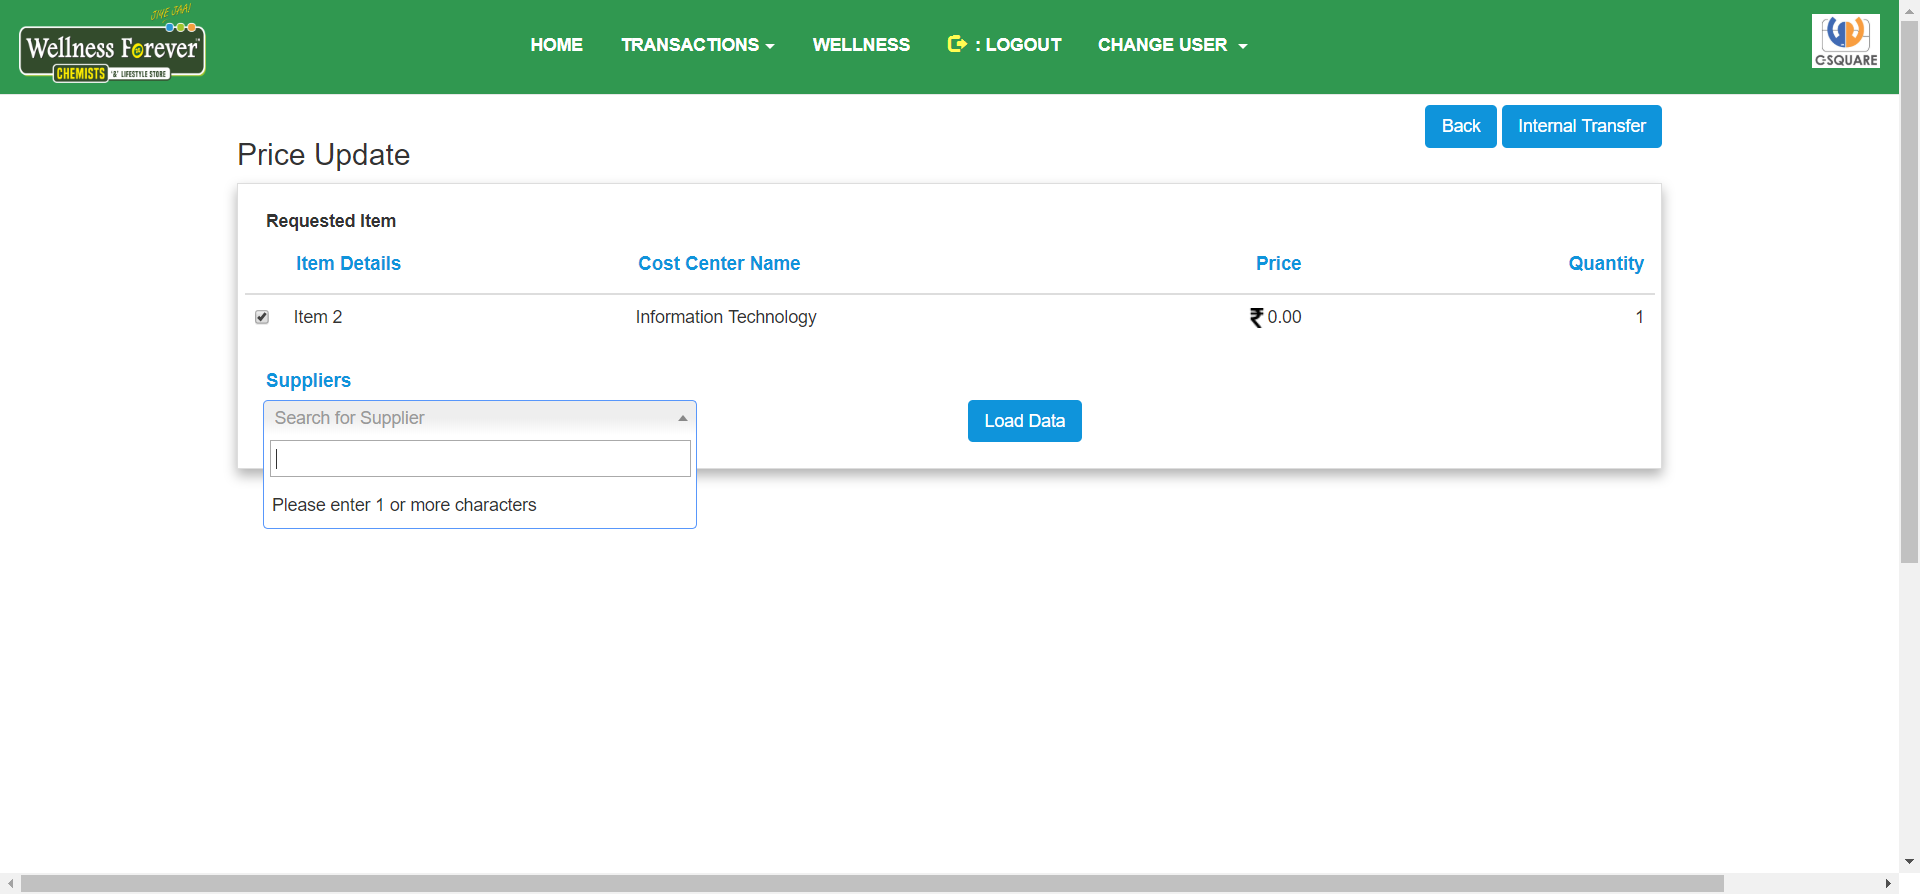 JIYE JAA!
Wellness Forever
CHEMISTS '&' LIFESTYLE STORE
HOME TRANSACTIONS WELLNESS : LOGOUT CHANGE USER
C-SQUARE
Back Internal Transfer
Price Update
Requested Item
Item Details Cost Center Name Price Quantity
Item 2 Information Technology ₹0.00 1
Suppliers
Search for Supplier
Load Data
Please enter 1 or more characters